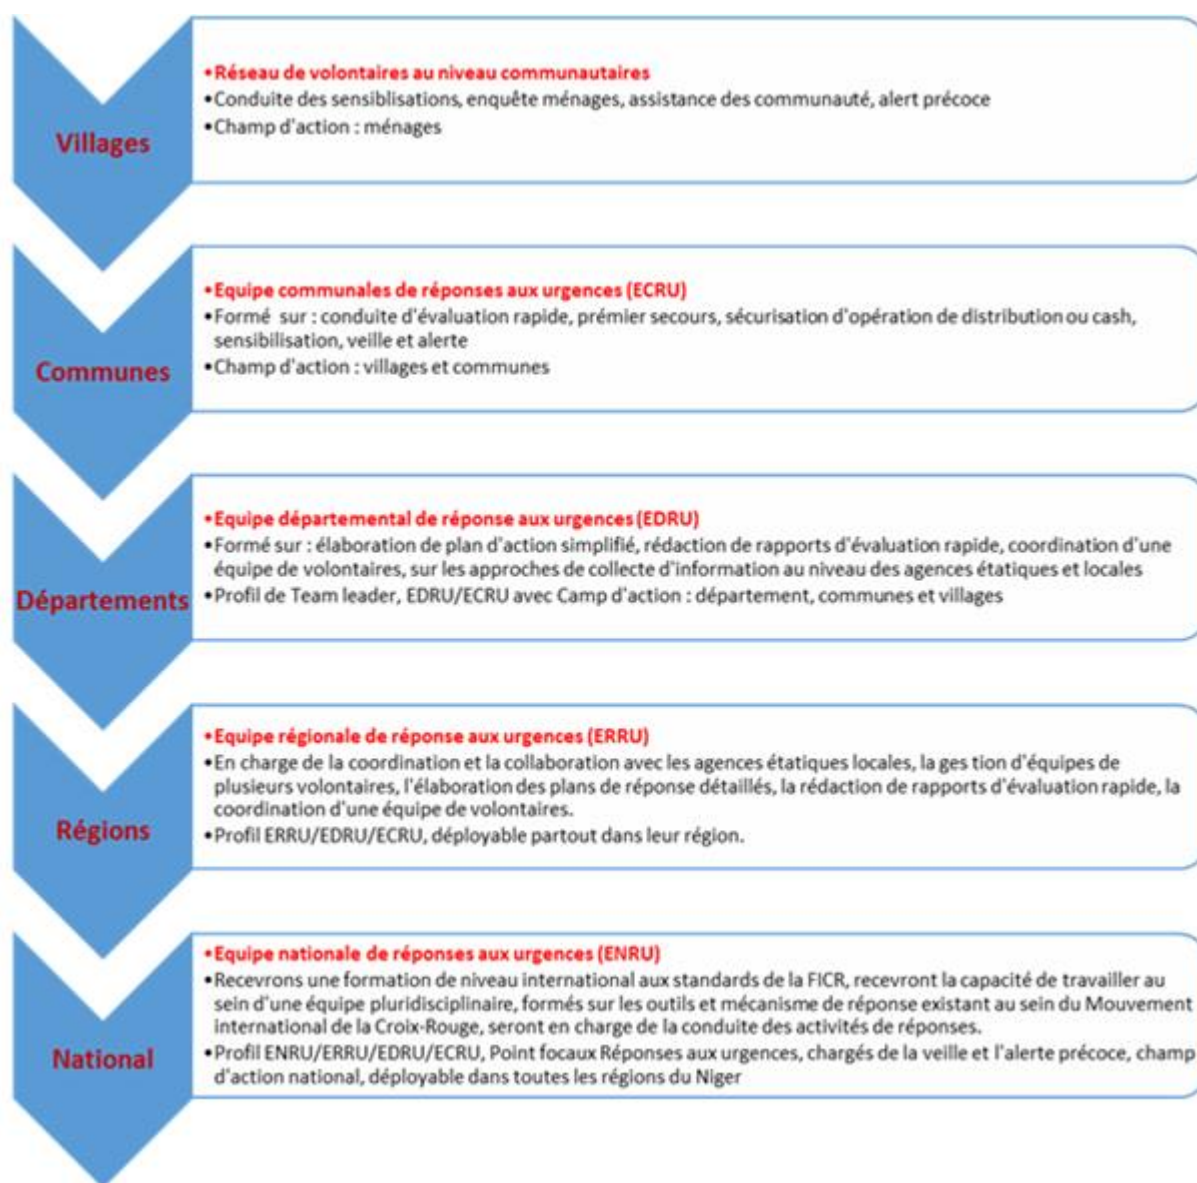 Villages
•Réseau de volontaires au niveau communautaires
•Conduite des sensiblisations, enquête ménages, assistance des communauté, alert précoce
•Champ d'action : ménages
Communes
•Equipe communales de réponses aux urgences (ECRU)
•Formé sur : conduite d'évaluation rapide, prémier secours, sécurisation d'opération de distribution ou cash,
sensibilisation, veille et alerte
•Champ d'action : villages et communes
Départements
•Equipe départemental de réponse aux urgences (EDRU)
•Formé sur : élaboration de plan d'action simplifié, rédaction de rapports d'évaluation rapide, coordination d'une
équipe de volontaires, sur les approches de collecte d'information au niveau des agences étatiques et locales
•Profil de Team leader, EDRU/ECRU avec Camp d'action : département, communes et villages
Régions
•Equipe régionale de réponse aux urgences (ERRU)
•En charge de la coordination et la collaboration avec les agences étatiques locales, la ges tion d'équipes de
plusieurs volontaires, l'élaboration des plans de réponse détaillés, la rédaction de rapports d'évaluation rapide, la
coordination d'une équipe de volontaires.
•Profil ERRU/EDRU/ECRU, déployable partout dans leur région.
National
•Equipe nationale de réponses aux urgences (ENRU)
•Recevrons une formation de niveau international aux standards de la FICR, recevront la capacité de travailler au
sein d'une équipe pluridisciplinaire, formés sur les outils et mécanisme de réponse existant au sein du Mouvement
international de la Croix-Rouge, seront en charge de la conduite des activités de réponses.
•Profil ENRU/ERRU/EDRU/ECRU, Point focaux Réponses aux urgences, chargés de la veille et l'alerte précoce, champ
d'action national, déployable dans toutes les régions du Niger